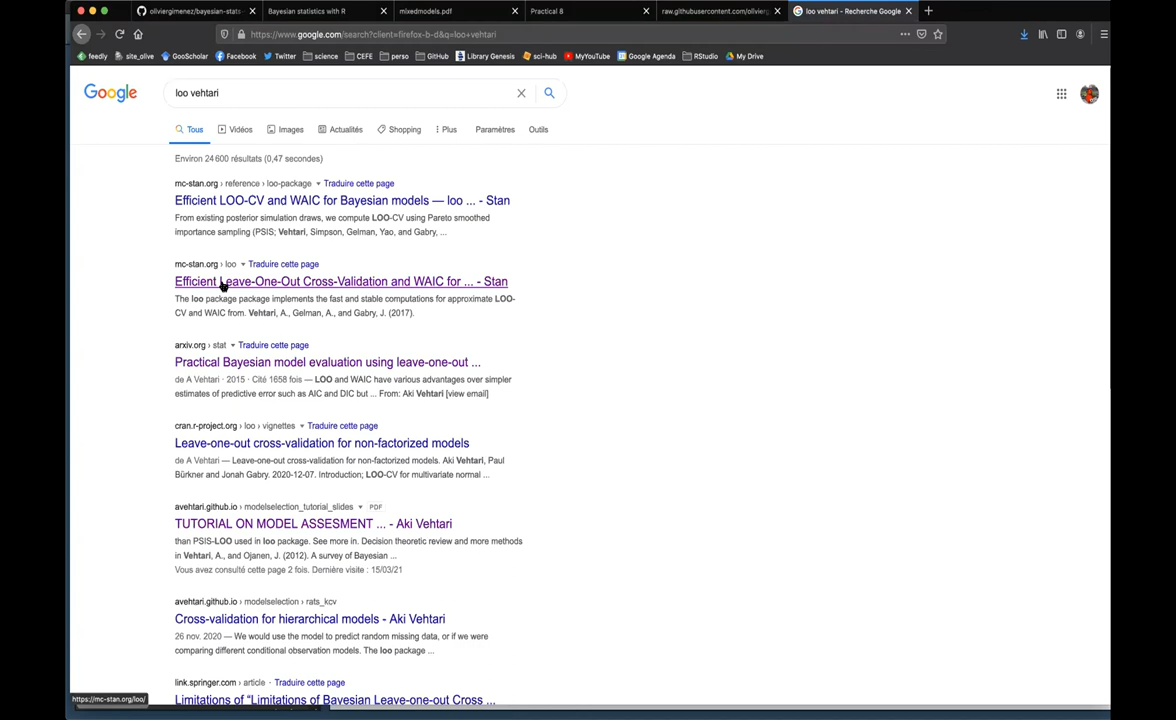 oliviergimenez/bayesian-stats-
Bayesian statistics with R
mixedmodels.pdf
Practical 8
raw.githubusercontent.com/olivierg
loo vehtari - Recherche Google
https://www.google.com/search?client=firefox-b-d&q=loo+vehtari
feedly
site_olive
GooScholar
Facebook
Twitter
science
CEFE
perso
GitHub
Library Genesis
sci-hub
MyYouTube
Google Agenda
RStudio
My Drive
Google
loo vehtari
Tous
Vidéos
Images
Actualités
Shopping
Plus
Paramètres
Outils
Environ 24 600 résultats (0,47 secondes)
mc-stan.org › reference › loo-package Traduire cette page
Efficient LOO-CV and WAIC for Bayesian models — loo ... - Stan
From existing posterior simulation draws, we compute LOO-CV using Pareto smoothed
importance sampling (PSIS; Vehtari, Simpson, Gelman, Yao, and Gabry, ...
mc-stan.org › loo Traduire cette page
Efficient Leave-One-Out Cross-Validation and WAIC for ... - Stan
The loo package package implements the fast and stable computations for approximate LOO-
CV and WAIC from. Vehtari, A., Gelman, A., and Gabry, J. (2017).
arxiv.org › stat Traduire cette page
Practical Bayesian model evaluation using leave-one-out ...
de A Vehtari · 2015 · Cité 1658 fois — LOO and WAIC have various advantages over simpler
estimates of predictive error such as AIC and DIC but ... From: Aki Vehtari [view email]
cran.r-project.org › loo › vignettes Traduire cette page
Leave-one-out cross-validation for non-factorized models
de A Vehtari — Leave-one-out cross-validation for non-factorized models. Aki Vehtari, Paul
Bürkner and Jonah Gabry. 2020-12-07. Introduction; LOO-CV for multivariate normal ...
avehtari.github.io › modelselection_tutorial_slides PDF
TUTORIAL ON MODEL ASSESMENT ... - Aki Vehtari
than PSIS-LOO used in loo package. See more in. Decision theoretic review and more methods
in Vehtari, A., and Ojanen, J. (2012). A survey of Bayesian ...
Vous avez consulté cette page 2 fois. Dernière visite : 15/03/21
avehtari.github.io › modelselection › rats_kcv
Cross-validation for hierarchical models - Aki Vehtari
26 nov. 2020 — We would use the model to predict random missing data, or if we were
comparing different conditional observation models. The loo package ...
link.springer.com › article · Traduire cette page
Limitations of “Limitations of Bayesian Leave-one-out Cross ...
https://mc-stan.org/loo/